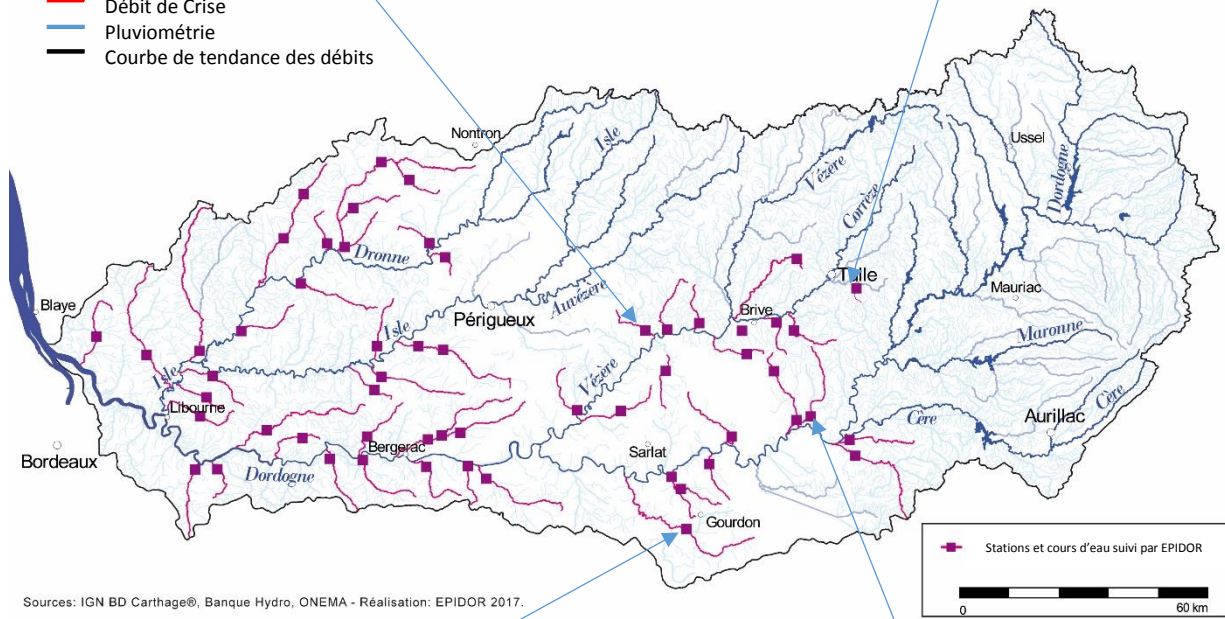 Débit de Crise
Pluviométrie
Courbe de tendance des débits
Nontron
Isle
Ussel
Dordogne
Vézère
Corrèze
Dronne
Tulle
Mauriac
Blaye
Périgueux
Auvézère
Brive
Isle
Maronne
Vézère
Isle
Libourne
Aurillac
Cère
Cère
Bergerac
Sarlat
Bordeaux
Dordogne
Gourdon
Stations et cours d'eau suivi par EPIDOR
0 60 km
Sources: IGN BD Carthage®, Banque Hydro, ONEMA - Réalisation: EPIDOR 2017.